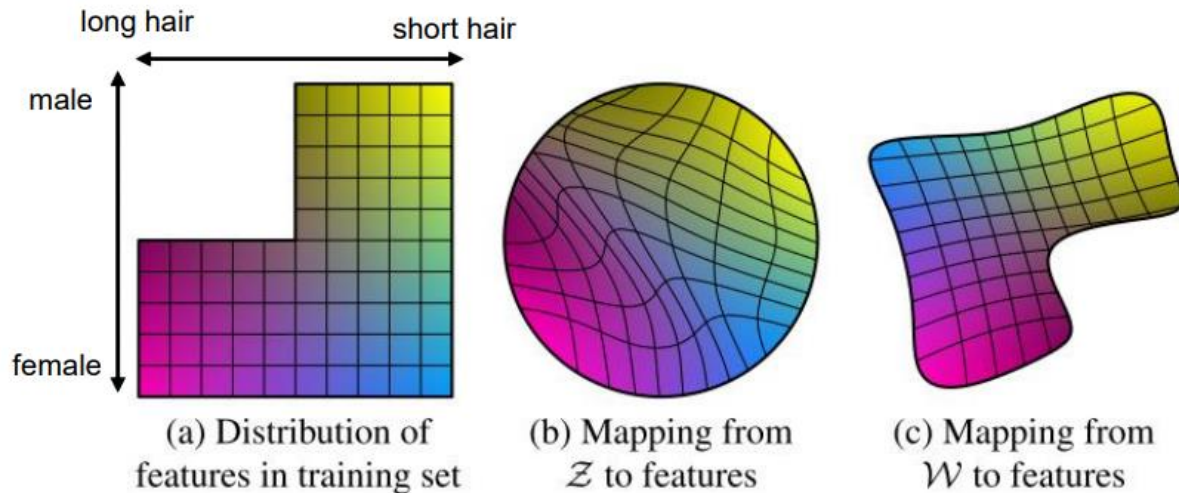 long hair
short hair
male
female
(a) Distribution of
features in training set
(b) Mapping from
𝒵 to features
(c) Mapping from
𝒲 to features